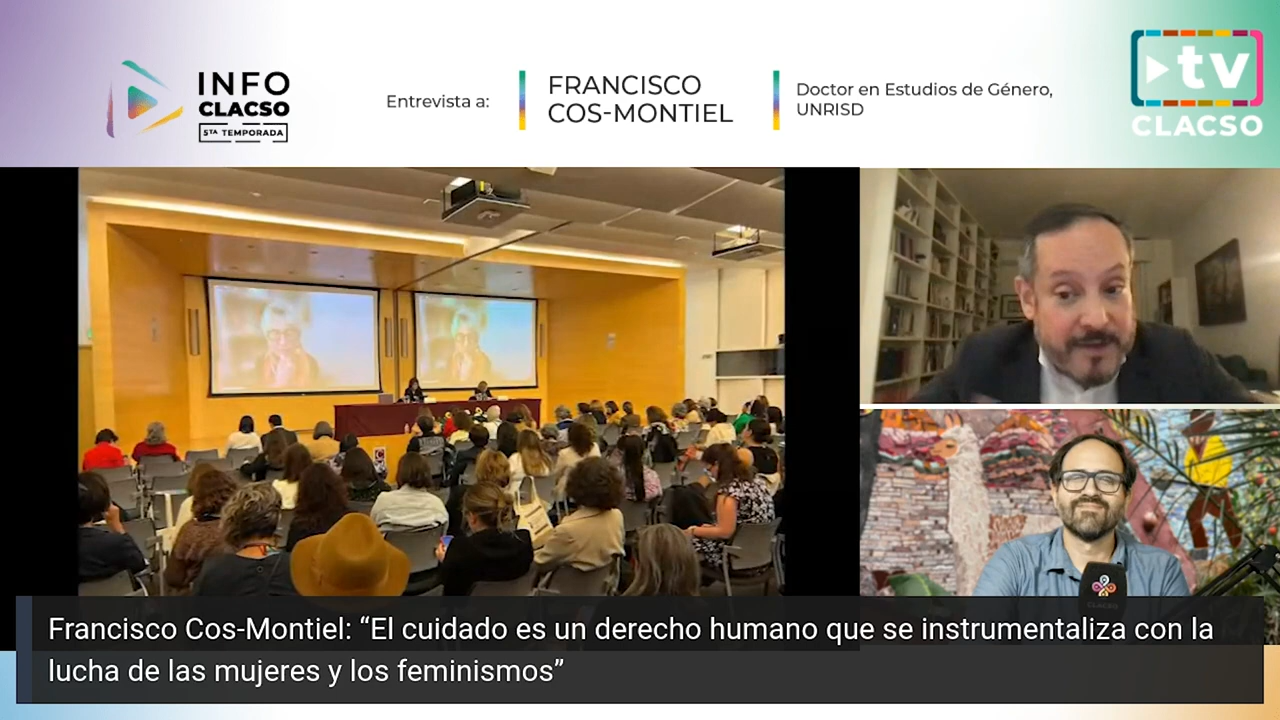 INFO
CLACSO
5TA TEMPORADA
Entrevista a:
FRANCISCO
COS-MONTIEL
Doctor en Estudios de Género,
UNRISD
tv
CLACSO
CLACSO
Francisco Cos-Montiel: “El cuidado es un derecho humano que se instrumentaliza con la
lucha de las mujeres y los feminismos”